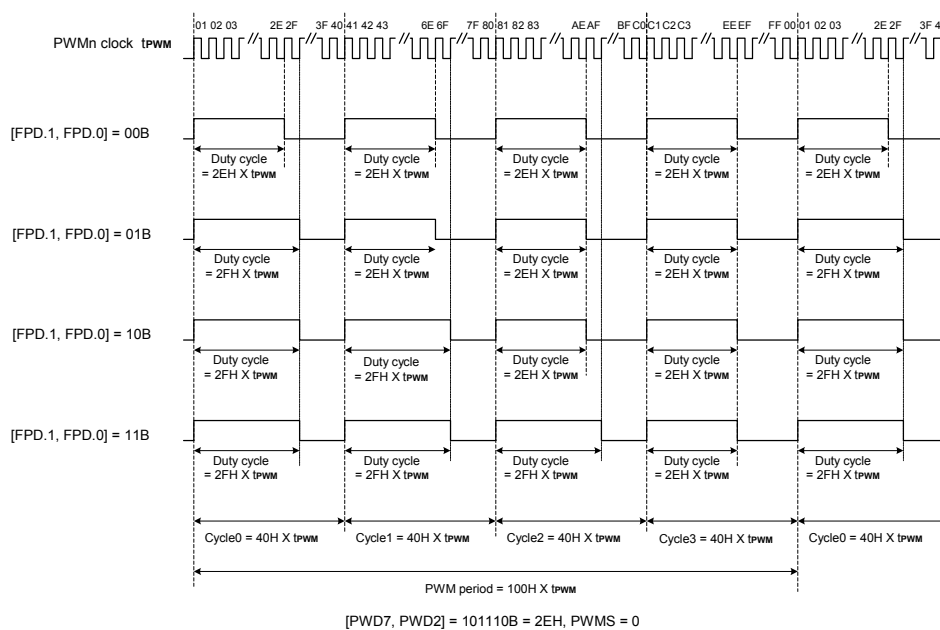 01 02 03 2E 2F 3F 40 41 42 43 6E 6F 7F 80 81 82 83 AE AF BF C0 C1 C2 C3 EE EF FF 00 01 02 03 2E 2F 3F 4
PWMn clock tPWM
[FPD.1, FPD.0] = 00B
Duty cycle Duty cycle Duty cycle Duty cycle Duty cycle
= 2EH X tPWM = 2EH X tPWM = 2EH X tPWM = 2EH X tPWM = 2EH X tPWM
[FPD.1, FPD.0] = 01B
Duty cycle Duty cycle Duty cycle Duty cycle Duty cycle
= 2FH X tPWM = 2EH X tPWM = 2EH X tPWM = 2EH X tPWM = 2FH X tPWM
[FPD.1, FPD.0] = 10B
Duty cycle Duty cycle Duty cycle Duty cycle Duty cycle
= 2FH X tPWM = 2FH X tPWM = 2EH X tPWM = 2EH X tPWM = 2FH X tPWM
[FPD.1, FPD.0] = 11B
Duty cycle Duty cycle Duty cycle Duty cycle Duty cycle
= 2FH X tPWM = 2FH X tPWM = 2FH X tPWM = 2EH X tPWM = 2FH X tPWM
Cycle0 = 40H X tPWM Cycle1 = 40H X tPWM Cycle2 = 40H X tPWM Cycle3 = 40H X tPWM Cycle0 = 40H X tPWM
PWM period = 100H X tPWM
[PWD7, PWD2] = 101110B = 2EH, PWMS = 0